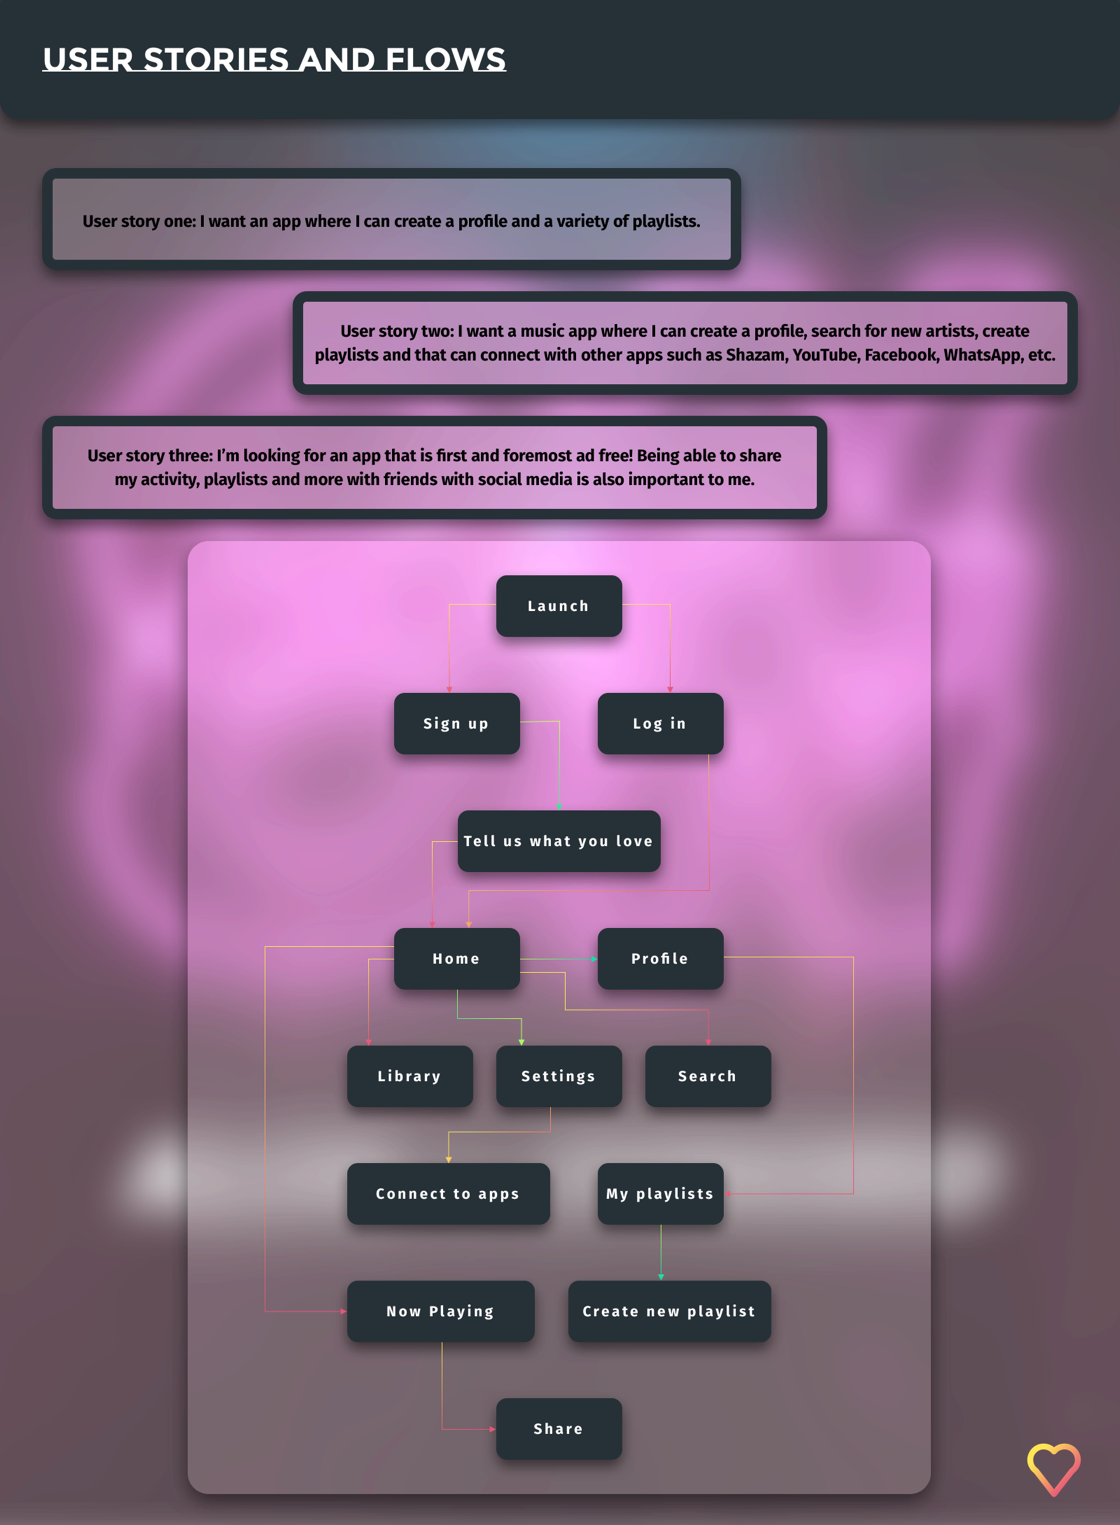 USER STORIES AND FLOWS
User story one: I want an app where I can create a profile and a variety of playlists.
User story two: I want a music app where I can create a profile, search for new artists, create
playlists and that can connect with other apps such as Shazam, YouTube, Facebook, WhatsApp, etc.
User story three: I’m looking for an app that is first and foremost ad free! Being able to share
my activity, playlists and more with friends with social media is also important to me.
Launch
Sign up
Log in
Tell us what you love
Home
Profile
Library
Settings
Search
Connect to apps
My playlists
Now Playing
Create new playlist
Share